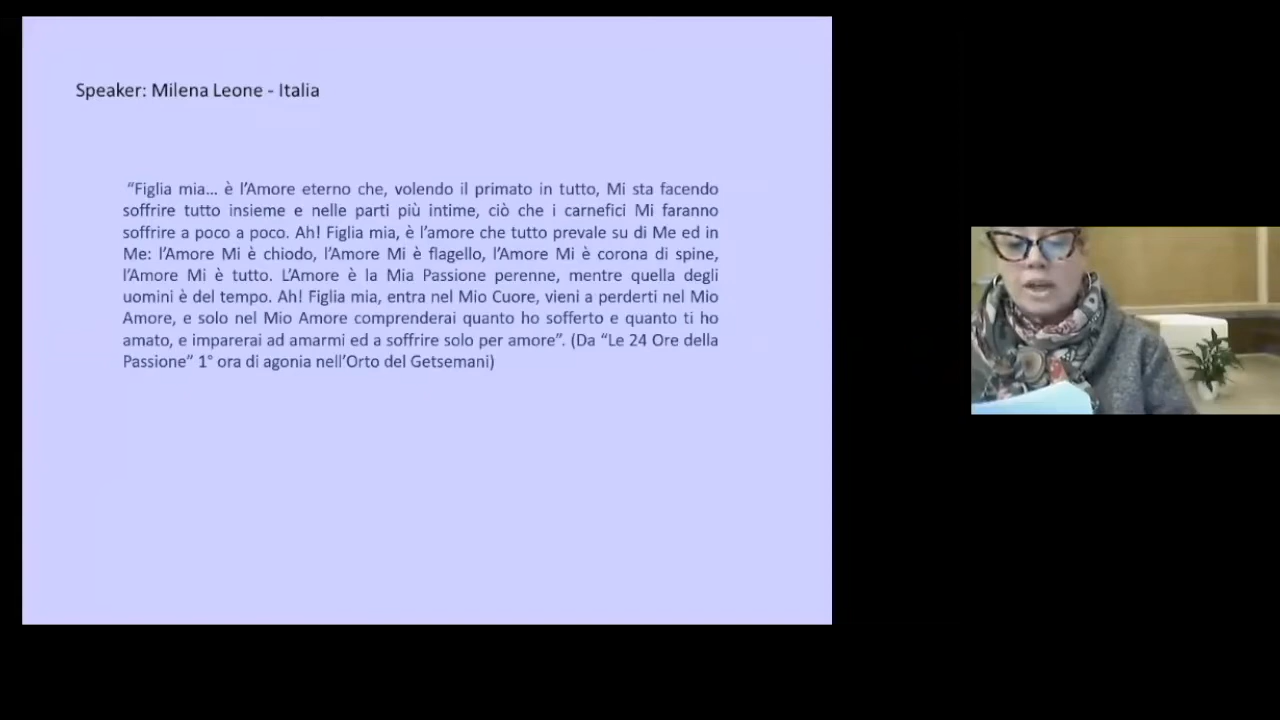 Speaker: Milena Leone - Italia
“Figlia mia... è l’Amore eterno che, volendo il primato in tutto, Mi sta facendo
soffrire tutto insieme e nelle parti più intime, ciò che i carnefici Mi faranno
soffrire a poco a poco. Ah! Figlia mia, è l’amore che tutto prevale su di Me ed in
Me: l’Amore Mi è chiodo, l’Amore Mi è flagello, l’Amore Mi è corona di spine,
l’Amore Mi è tutto. L’Amore è la Mia Passione perenne, mentre quella degli
uomini è del tempo. Ah! Figlia mia, entra nel Mio Cuore, vieni a perderti nel Mio
Amore, e solo nel Mio Amore comprenderai quanto ho sofferto e quanto ti ho
amato, e imparerai ad amarmi ed a soffrire solo per amore”. (Da “Le 24 Ore della
Passione” 1° ora di agonia nell’Orto del Getsemani)